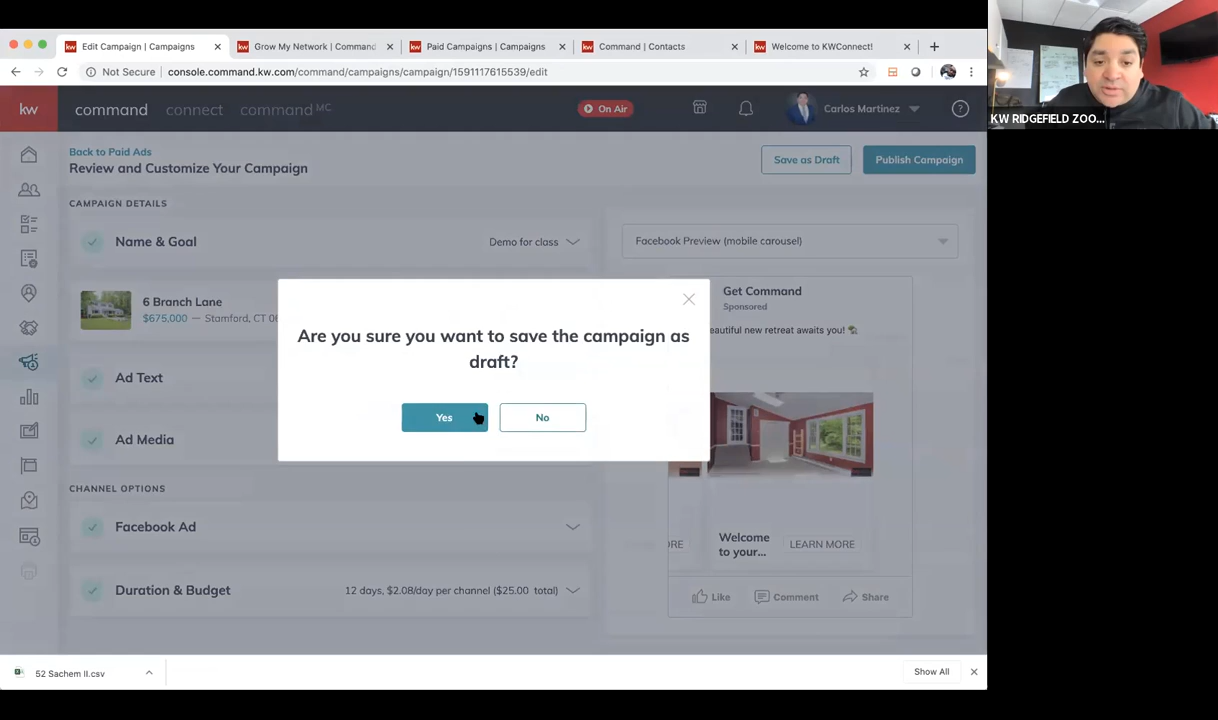 Edit Campaign | Campaigns
Grow My Network | Command
Paid Campaigns | Campaigns
Command | Contacts
Welcome to KWConnect!
Not Secure
console.command.kw.com/command/campaigns/campaign/1591117615539/edit
KW RIDGEFIELD ZOO...
kw
command
connect
command MC
On Air
Carlos Martinez
Back to Paid Ads
Review and Customize Your Campaign
Save as Draft
Publish Campaign
CAMPAIGN DETAILS
Name & Goal
Demo for class
Facebook Preview (mobile carousel)
6 Branch Lane
$675,000 — Stamford, CT 06
Get Command
Sponsored
eautiful new retreat awaits you!
Are you sure you want to save the campaign as
draft?
Yes
No
Ad Text
Ad Media
CHANNEL OPTIONS
Facebook Ad
Duration & Budget
12 days, $2.08/day per channel ($25.00 total)
ORE
Welcome
to your...
LEARN MORE
Like
Comment
Share
52 Sachem II.csv
Show All